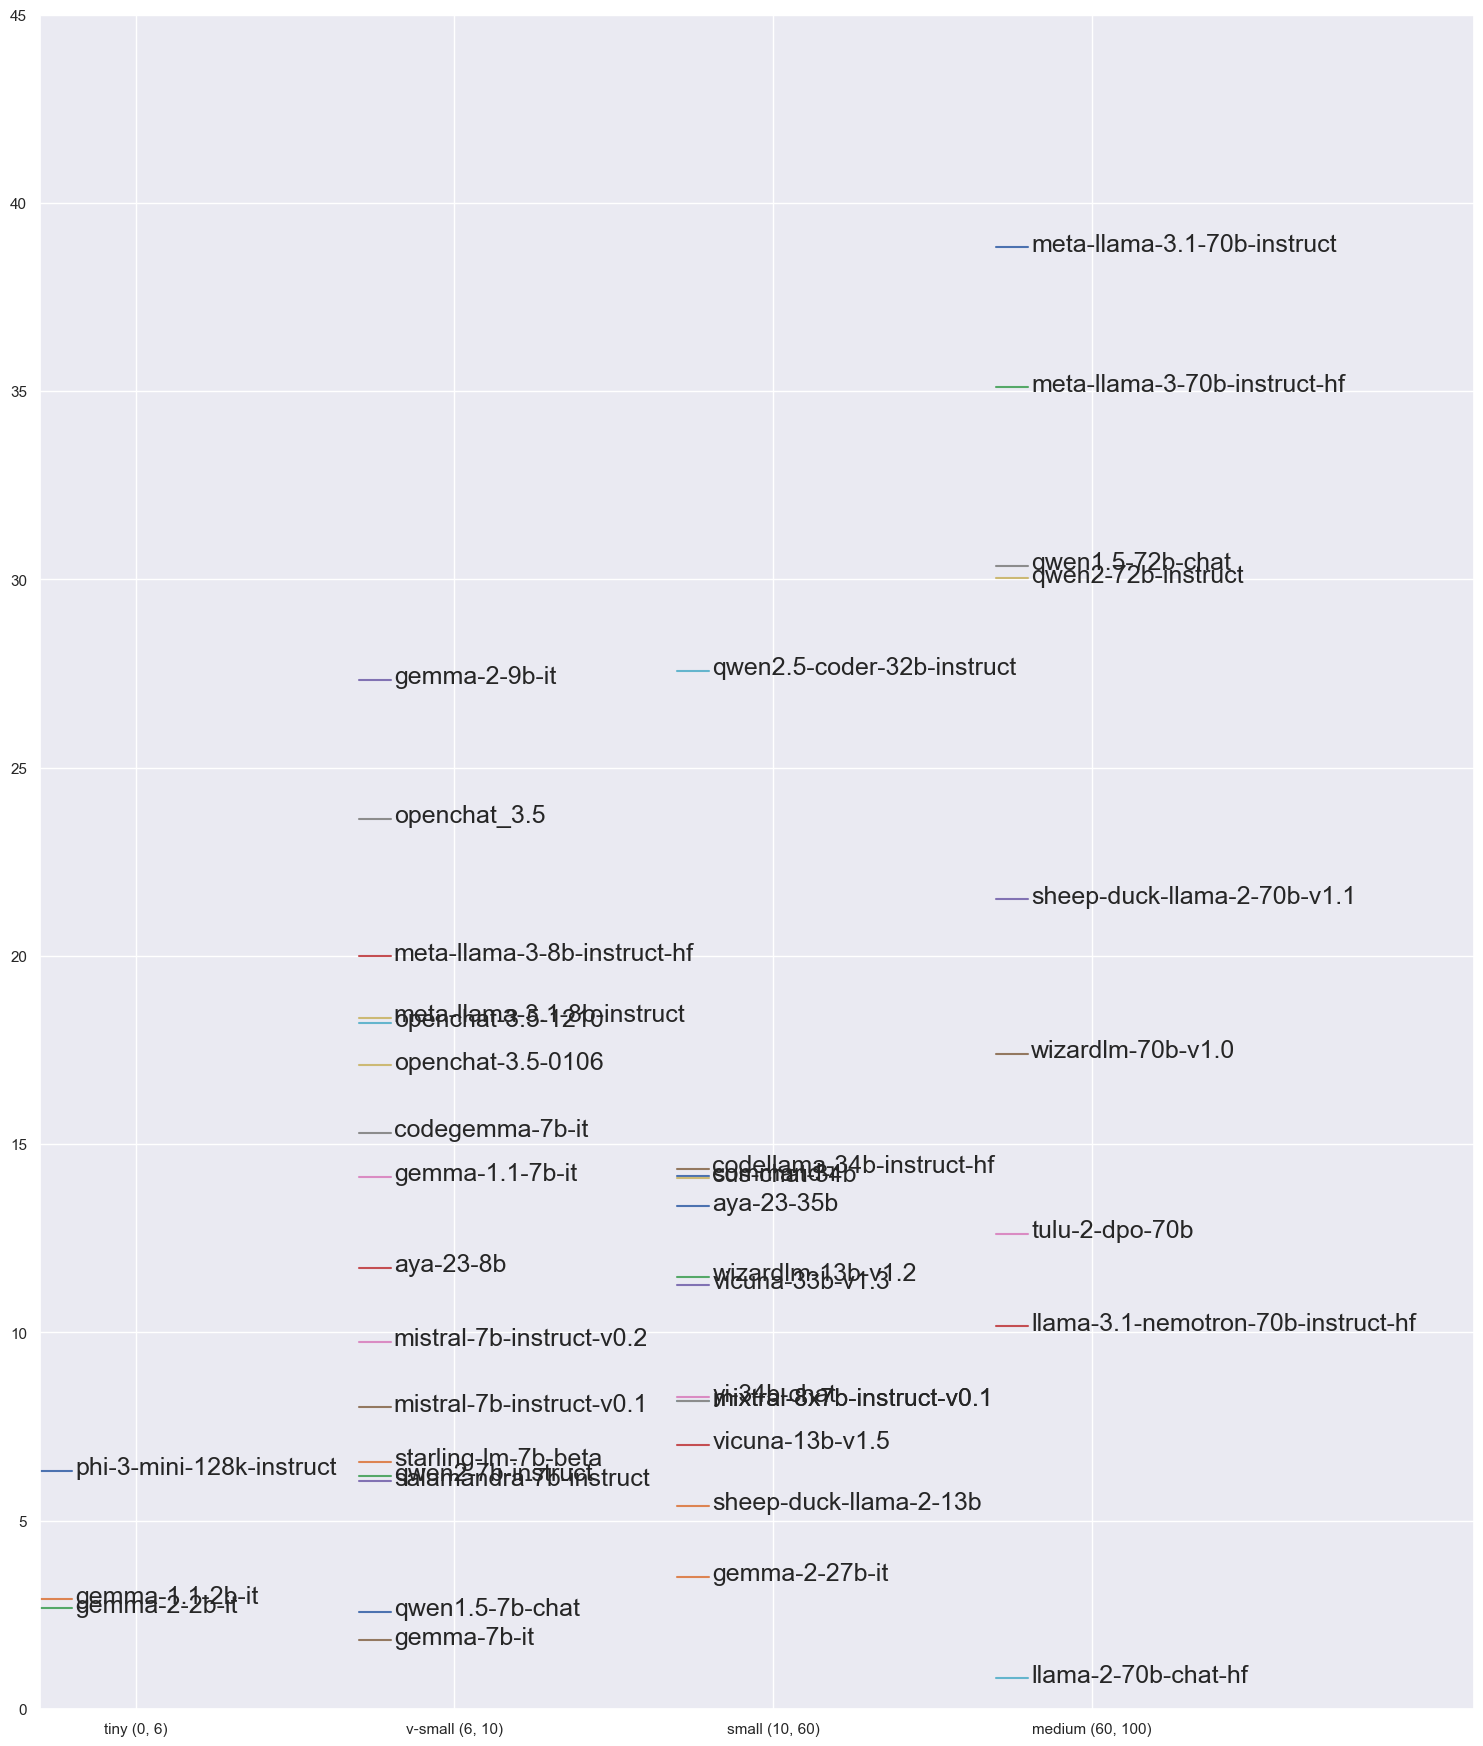 45
40
meta-llama-3.1-70b-instruct
35
meta-llama-3-70b-instruct-hf
qwen1.5-72b-chat
30
qwen2-72b-instruct
gemma-2-9b-it
qwen2.5-coder-32b-instruct
25
openchat_3.5
sheep-duck-llama-2-70b-v1.1
20
meta-llama-3-8b-instruct-hf
meta-llama-3.1-8b-instruct
openchat-3.5-1210
openchat-3.5-0106
wizardlm-70b-v1.0
codegemma-7b-it
15
gemma-1.1-7b-it
codellama-34b-instruct-hf
sus-chat-34b
aya-23-35b
tulu-2-dpo-70b
aya-23-8b
wizardlm-13b-v1.2
vicuna-33b-v1.3
mistral-7b-instruct-v0.2
10
llama-3.1-nemotron-70b-instruct-hf
mistral-7b-instruct-v0.1
yi-34b-chat
mixtral-8x7b-instruct-v0.1
vicuna-13b-v1.5
phi-3-mini-128k-instruct
starling-lm-7b-beta
qwen2-7b-instruct
salamandra-7b-instruct
sheep-duck-llama-2-13b
5
gemma-2-27b-it
gemma-1.1-2b-it
gemma-2-2b-it
qwen1.5-7b-chat
gemma-7b-it
llama-2-70b-chat-hf
0
tiny (0, 6)
v-small (6, 10)
small (10, 60)
medium (60, 100)